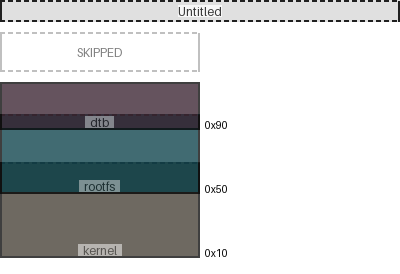 Untitled
SKIPPED
dtb
0x90
rootfs
0x50
kernel
0x10